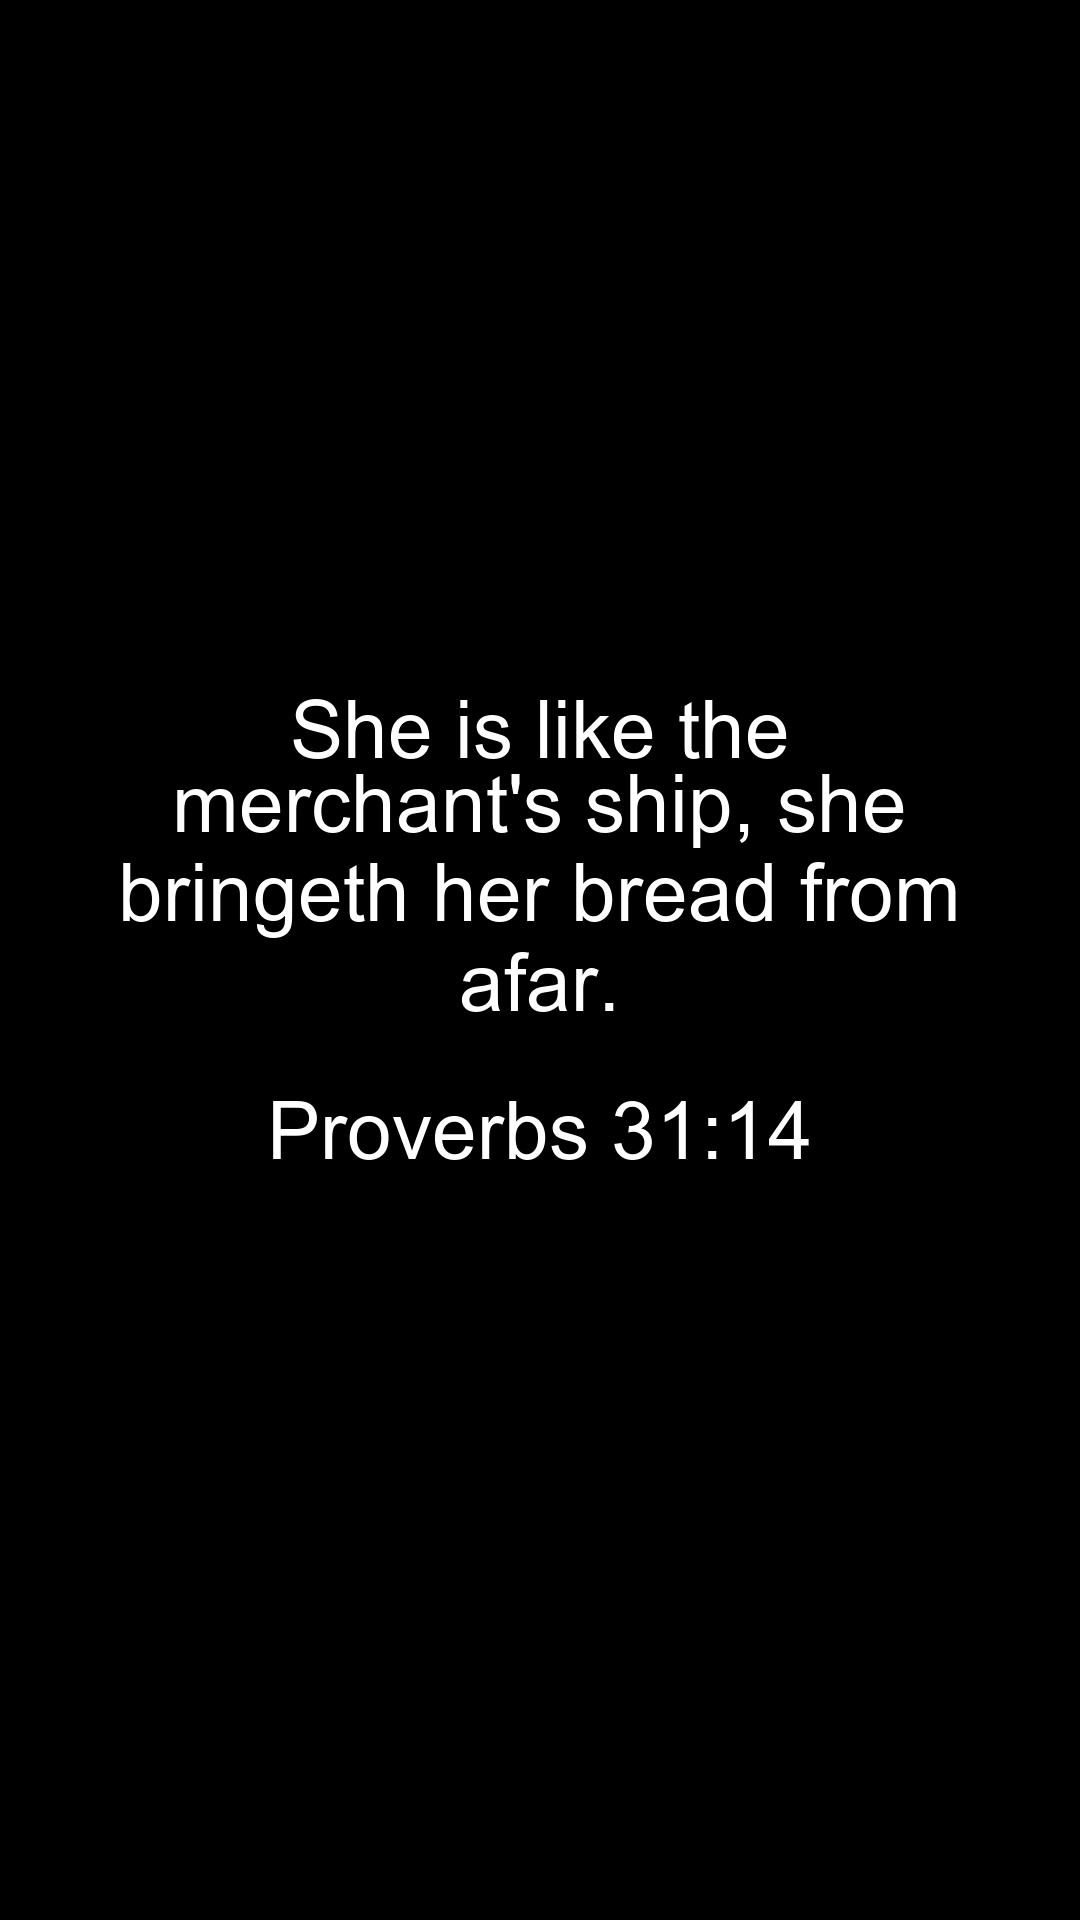 She is like the
merchant's ship, she
bringeth her bread from
afar.
Proverbs 31:14